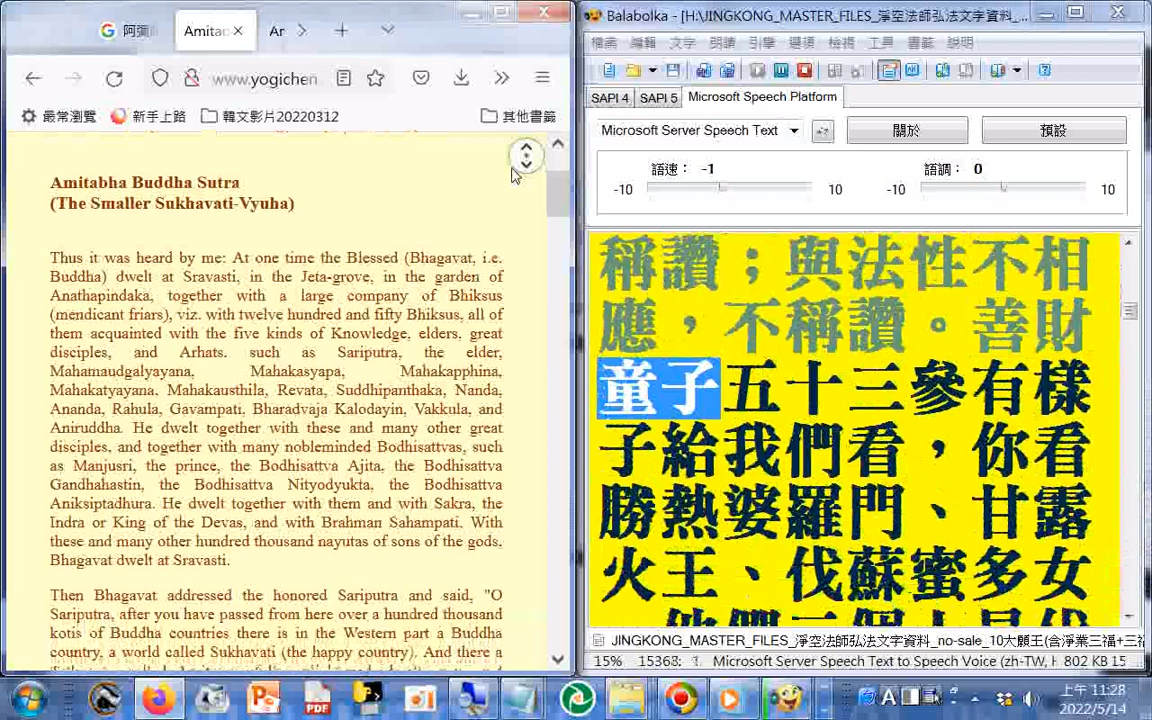 阿彌
Amitac
Ar
www.yogichen
最常瀏覽
新手上路
韓文影片20220312
其他書籤
Amitabha Buddha Sutra
(The Smaller Sukhavati-Vyuha)
Thus it was heard by me: At one time the Blessed (Bhagavat, i.e.
Buddha) dwelt at Sravasti, in the Jeta-grove, in the garden of
Anathapindaka, together with a large company of Bhiksus
(mendicant friars), viz. with twelve hundred and fifty Bhiksus, all of
them acquainted with the five kinds of Knowledge, elders, great
disciples, and Arhats. such as Sariputra, the elder,
Mahamaudgalyayana, Mahakasyapa, Mahakapphina,
Mahakatyayana, Mahakausthila, Revata, Suddhipanthaka, Nanda,
Ananda, Rahula, Gavampati, Bharadvaja Kalodayin, Vakkula, and
Aniruddha. He dwelt together with these and many other great
disciples, and together with many nobleminded Bodhisattvas, such
as Manjusri, the prince, the Bodhisattva Ajita, the Bodhisattva
Gandhahastin, the Bodhisattva Nityodyukta, the Bodhisattva
Aniksiptadhura. He dwelt together with them and with Sakra, the
Indra or King of the Devas, and with Brahman Sahampati. With
these and many other hundred thousand nayutas of sons of the gods,
Bhagavat dwelt at Sravasti.
Then Bhagavat addressed the honored Sariputra and said, "O
Sariputra, after you have passed from here over a hundred thousand
kotis of Buddha countries there is in the Western part a Buddha
country, a world called Sukhavati (the happy country). And there a
Balabolka - [H:\JINGKONG_MASTER_FILES_淨空法師弘法文字資料_...
檔案 編輯 文字 朗讀 引擎 選項 檢視 工具 書籤 說明
SAPI 4 SAPI 5 Microsoft Speech Platform
Microsoft Server Speech Text
關於
預設
語速： -1
語調： 0
-10 10 -10 10
稱讚；與法性不相
應，不稱讚。善財
童子五十三參有樣
子給我們看，你看
勝熱婆羅門、甘露
火王、伐蘇蜜多女
JINGKONG_MASTER_FILES_淨空法師弘法文字資料_no-sale_10大願王(含淨業三福+三
15% 15363: Microsoft Server Speech Text to Speech Voice (zh-TW, H 802 KB 15
上午 11:28
2022/5/14